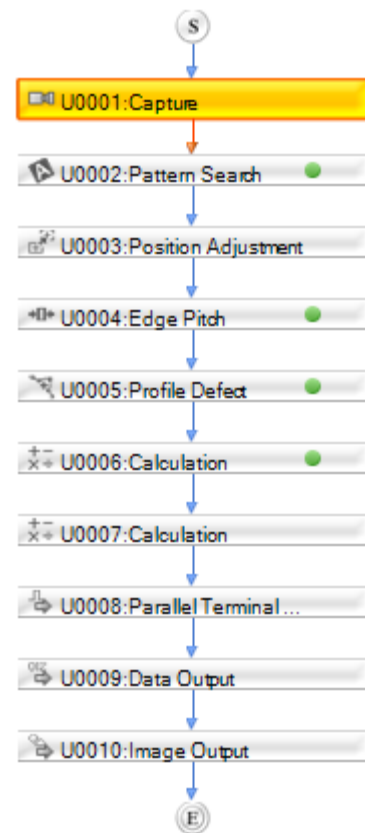 S
U0001:Capture
U0002:Pattern Search
U0003:Position Adjustment
U0004:Edge Pitch
U0005:Profile Defect
U0006:Calculation
U0007:Calculation
U0008:Parallel Terminal ...
U0009:Data Output
U0010:Image Output
E